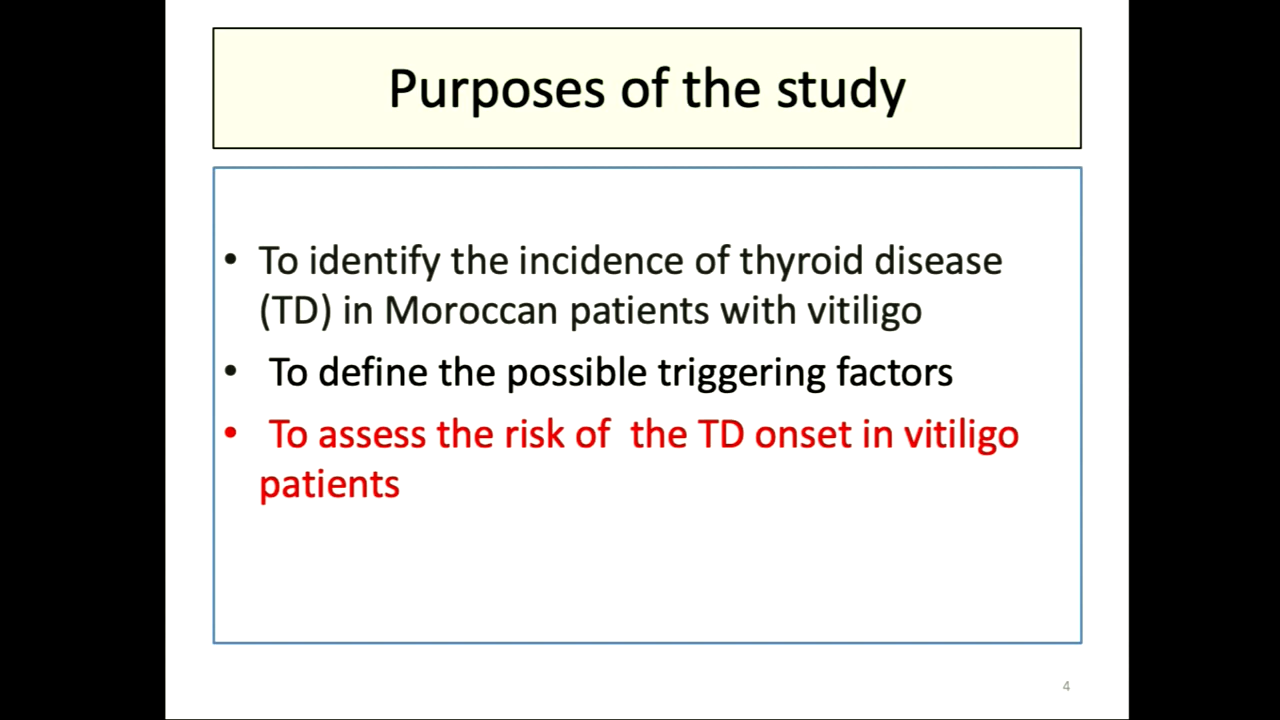 Purposes of the study
• To identify the incidence of thyroid disease
(TD) in Moroccan patients with vitiligo
• To define the possible triggering factors
• To assess the risk of the TD onset in vitiligo
patients
4